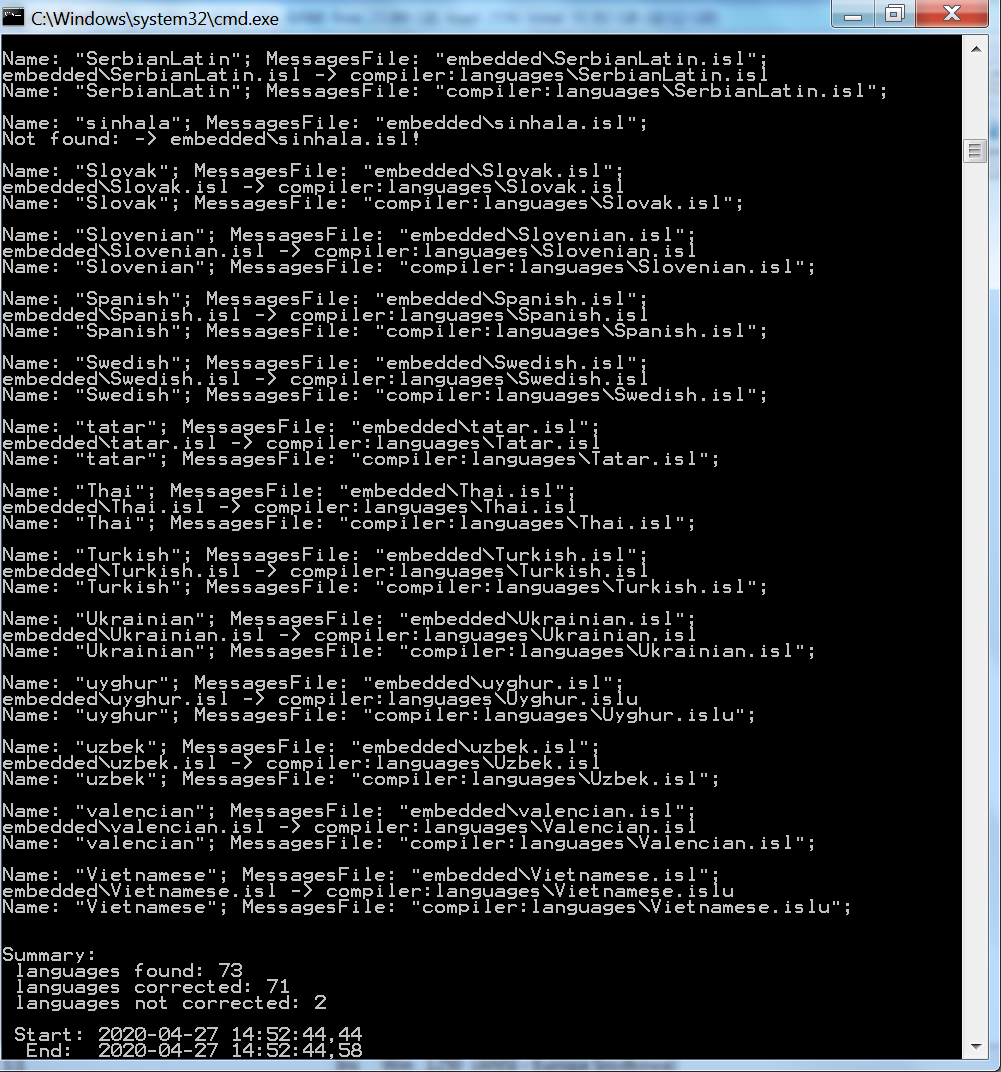 C:\Windows\system32\cmd.exe
Name: "SerbianLatin"; MessagesFile: "embedded\SerbianLatin.isl";
embedded\SerbianLatin.isl -> compiler:languages\SerbianLatin.isl
Name: "SerbianLatin"; MessagesFile: "compiler:languages\SerbianLatin.isl";
Name: "sinhala"; MessagesFile: "embedded\sinhala.isl";
Not found: -> embedded\sinhala.isl!
Name: "Slovak"; MessagesFile: "embedded\Slovak.isl";
embedded\Slovak.isl -> compiler:languages\Slovak.isl
Name: "Slovak"; MessagesFile: "compiler:languages\Slovak.isl";
Name: "Slovenian"; MessagesFile: "embedded\Slovenian.isl";
embedded\Slovenian.isl -> compiler:languages\Slovenian.isl
Name: "Slovenian"; MessagesFile: "compiler:languages\Slovenian.isl";
Name: "Spanish"; MessagesFile: "embedded\Spanish.isl";
embedded\Spanish.isl -> compiler:languages\Spanish.isl
Name: "Spanish"; MessagesFile: "compiler:languages\Spanish.isl";
Name: "Swedish"; MessagesFile: "embedded\Swedish.isl";
embedded\Swedish.isl -> compiler:languages\Swedish.isl
Name: "Swedish"; MessagesFile: "compiler:languages\Swedish.isl";
Name: "tatar"; MessagesFile: "embedded\tatar.isl";
embedded\tatar.isl -> compiler:languages\Tatar.isl
Name: "tatar"; MessagesFile: "compiler:languages\Tatar.isl";
Name: "Thai"; MessagesFile: "embedded\Thai.isl";
embedded\Thai.isl -> compiler:languages\Thai.isl
Name: "Thai"; MessagesFile: "compiler:languages\Thai.isl";
Name: "Turkish"; MessagesFile: "embedded\Turkish.isl";
embedded\Turkish.isl -> compiler:languages\Turkish.isl
Name: "Turkish"; MessagesFile: "compiler:languages\Turkish.isl";
Name: "Ukrainian"; MessagesFile: "embedded\Ukrainian.isl";
embedded\Ukrainian.isl -> compiler:languages\Ukrainian.isl
Name: "Ukrainian"; MessagesFile: "compiler:languages\Ukrainian.isl";
Name: "uyghur"; MessagesFile: "embedded\uyghur.isl";
embedded\uyghur.isl -> compiler:languages\Uyghur.islu
Name: "uyghur"; MessagesFile: "compiler:languages\Uyghur.islu";
Name: "uzbek"; MessagesFile: "embedded\uzbek.isl";
embedded\uzbek.isl -> compiler:languages\Uzbek.isl
Name: "uzbek"; MessagesFile: "compiler:languages\Uzbek.isl";
Name: "valencian"; MessagesFile: "embedded\valencian.isl";
embedded\valencian.isl -> compiler:languages\Valencian.isl
Name: "valencian"; MessagesFile: "compiler:languages\Valencian.isl";
Name: "Vietnamese"; MessagesFile: "embedded\Vietnamese.isl";
embedded\Vietnamese.isl -> compiler:languages\Vietnamese.islu
Name: "Vietnamese"; MessagesFile: "compiler:languages\Vietnamese.islu";
Summary:
languages found: 73
languages corrected: 71
languages not corrected: 2
Start: 2020-04-27 14:52:44,44
End: 2020-04-27 14:52:44,58